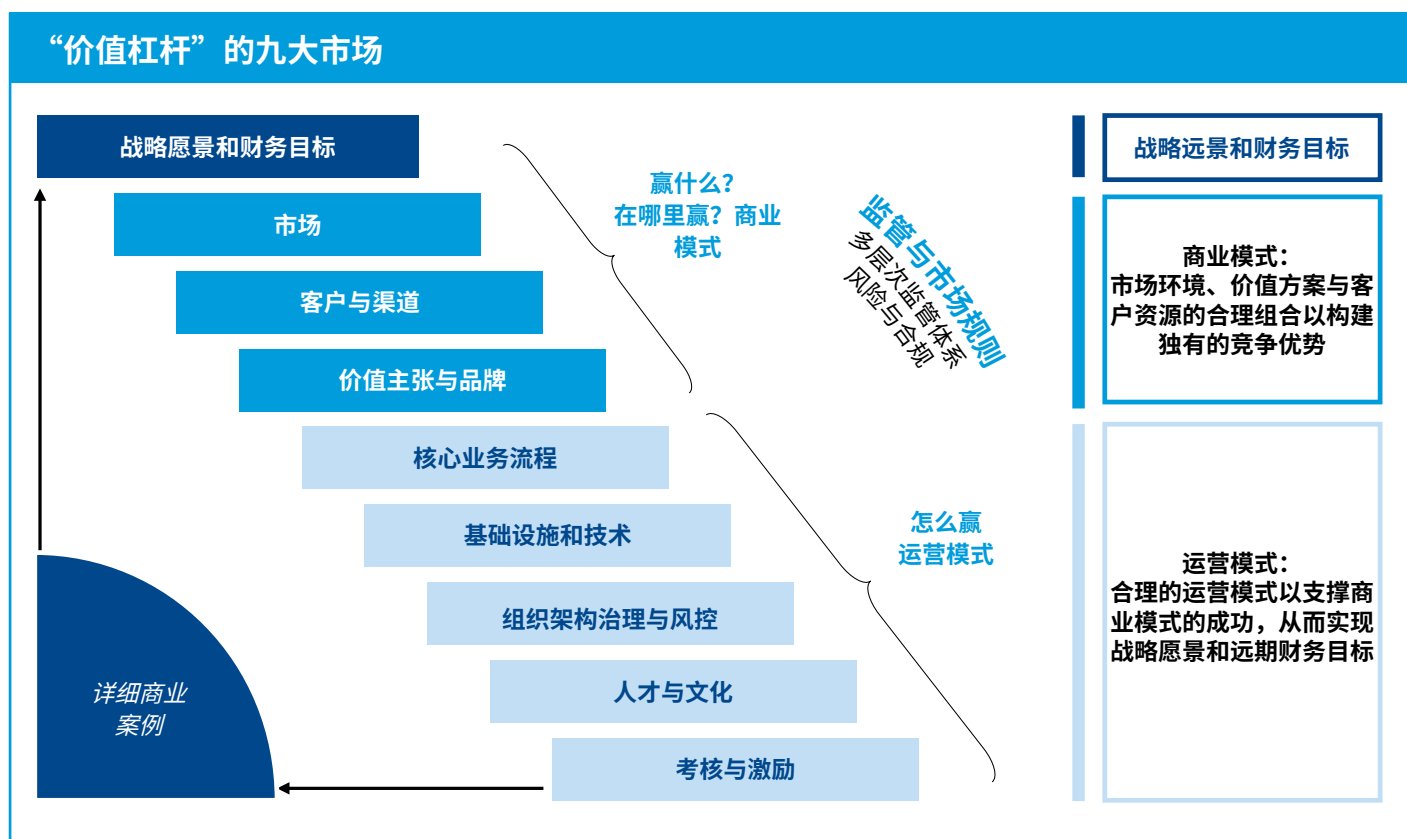 “价值杠杆”的九大市场
战略愿景和财务目标
市场
客户与渠道
价值主张与品牌
核心业务流程
基础设施和技术
组织架构治理与风控
人才与文化
考核与激励
详细商业
案例
赢什么？
在哪里赢？商业
模式
怎么赢
运营模式
监管与市场规则
多层次监管体系
风险与合规
战略远景和财务目标
商业模式：
市场环境、价值方案与客
户资源的合理组合以构建
独有的竞争优势
运营模式：
合理的运营模式以支撑商
业模式的成功，从而实现
战略愿景和远期财务目标